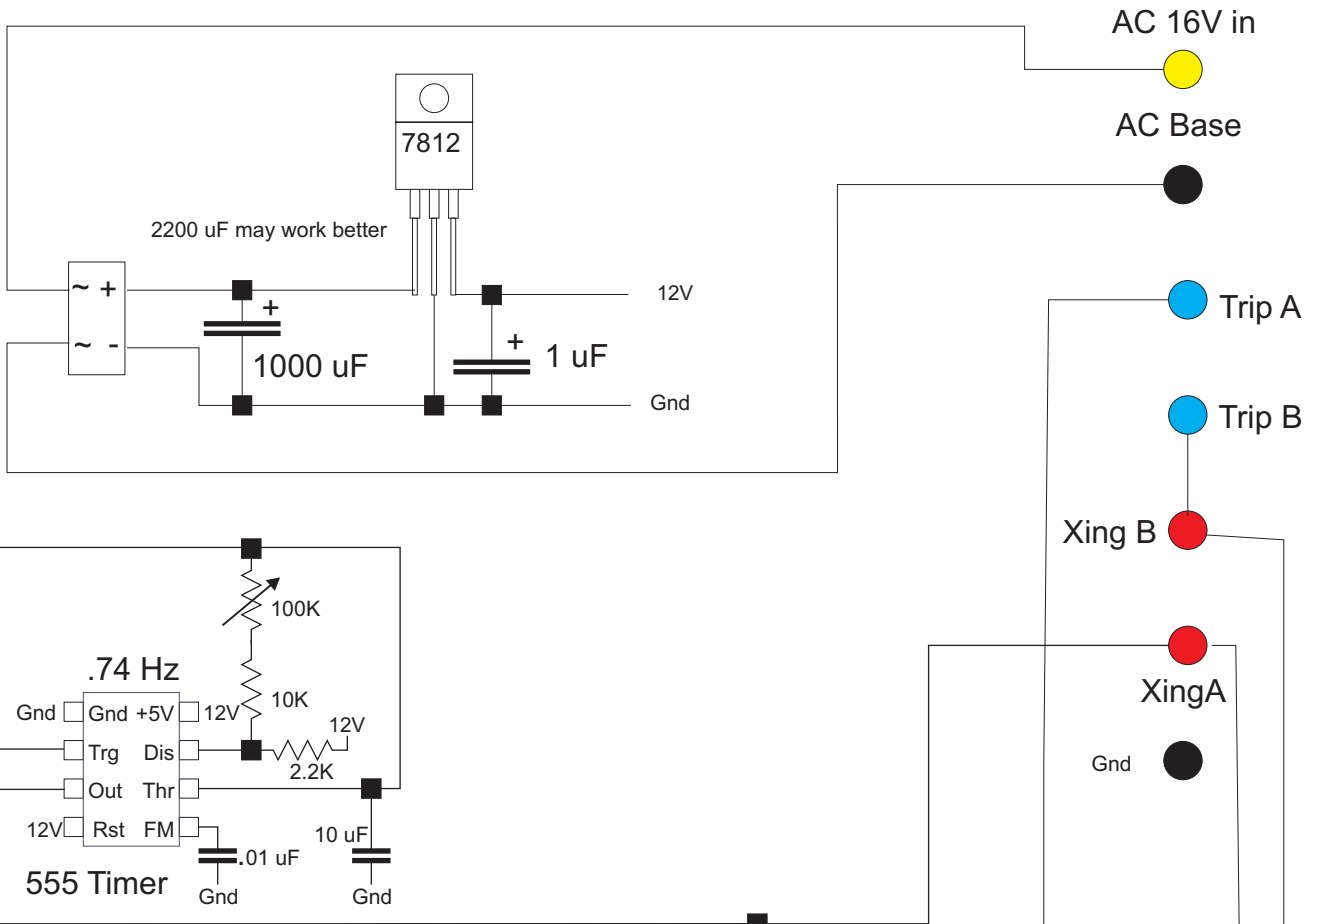 AC 16V in
AC Base
7812
2200 uF may work better
~ +
~ -
+
1000 uF
+
1 uF
12V
Gnd
Trip A
Trip B
Xing B
XingA
Gnd
100K
10K
.74 Hz
Gnd
Gnd +5V
12V
12V
Trg Dis
2.2K
Out Thr
12V
Rst FM
.01 uF
10 uF
555 Timer
Gnd
Gnd